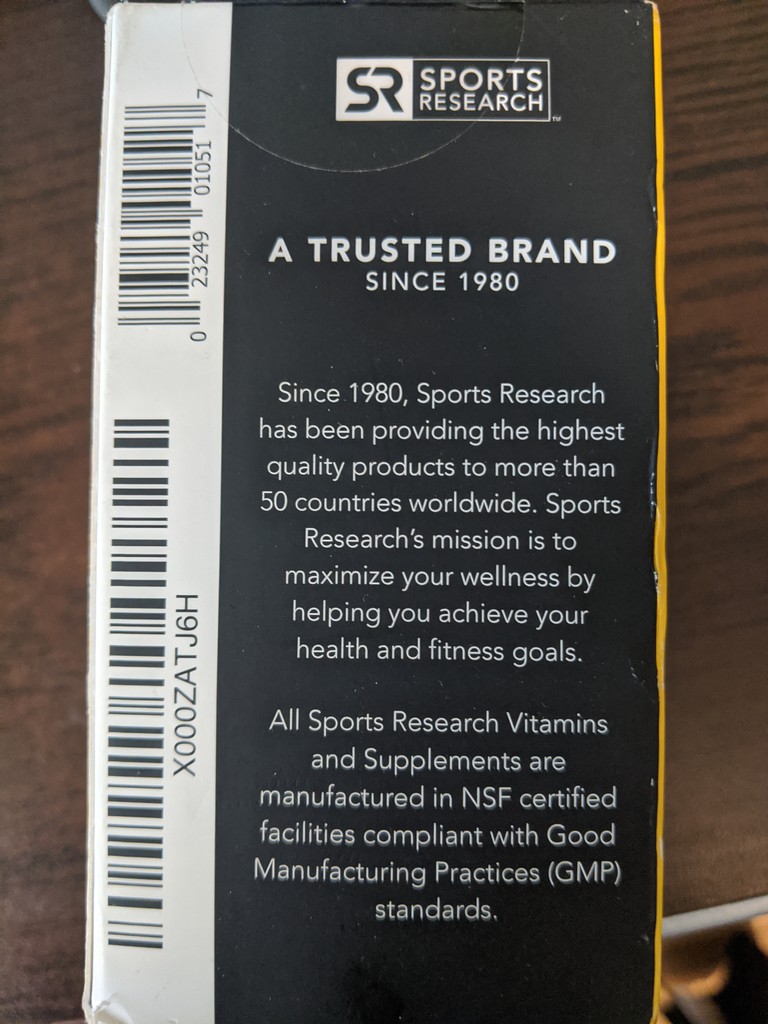 SR SPORTS
RESEARCH™
A TRUSTED BRAND
SINCE 1980
Since 1980, Sports Research
has been providing the highest
quality products to more than
50 countries worldwide. Sports
Research's mission is to
maximize your wellness by
helping you achieve your
health and fitness goals.
All Sports Research Vitamins
and Supplements are
manufactured in NSF certified
facilities compliant with Good
Manufacturing Practices (GMP)
standards.
0 23249 01051 7
X000ZATJ6H